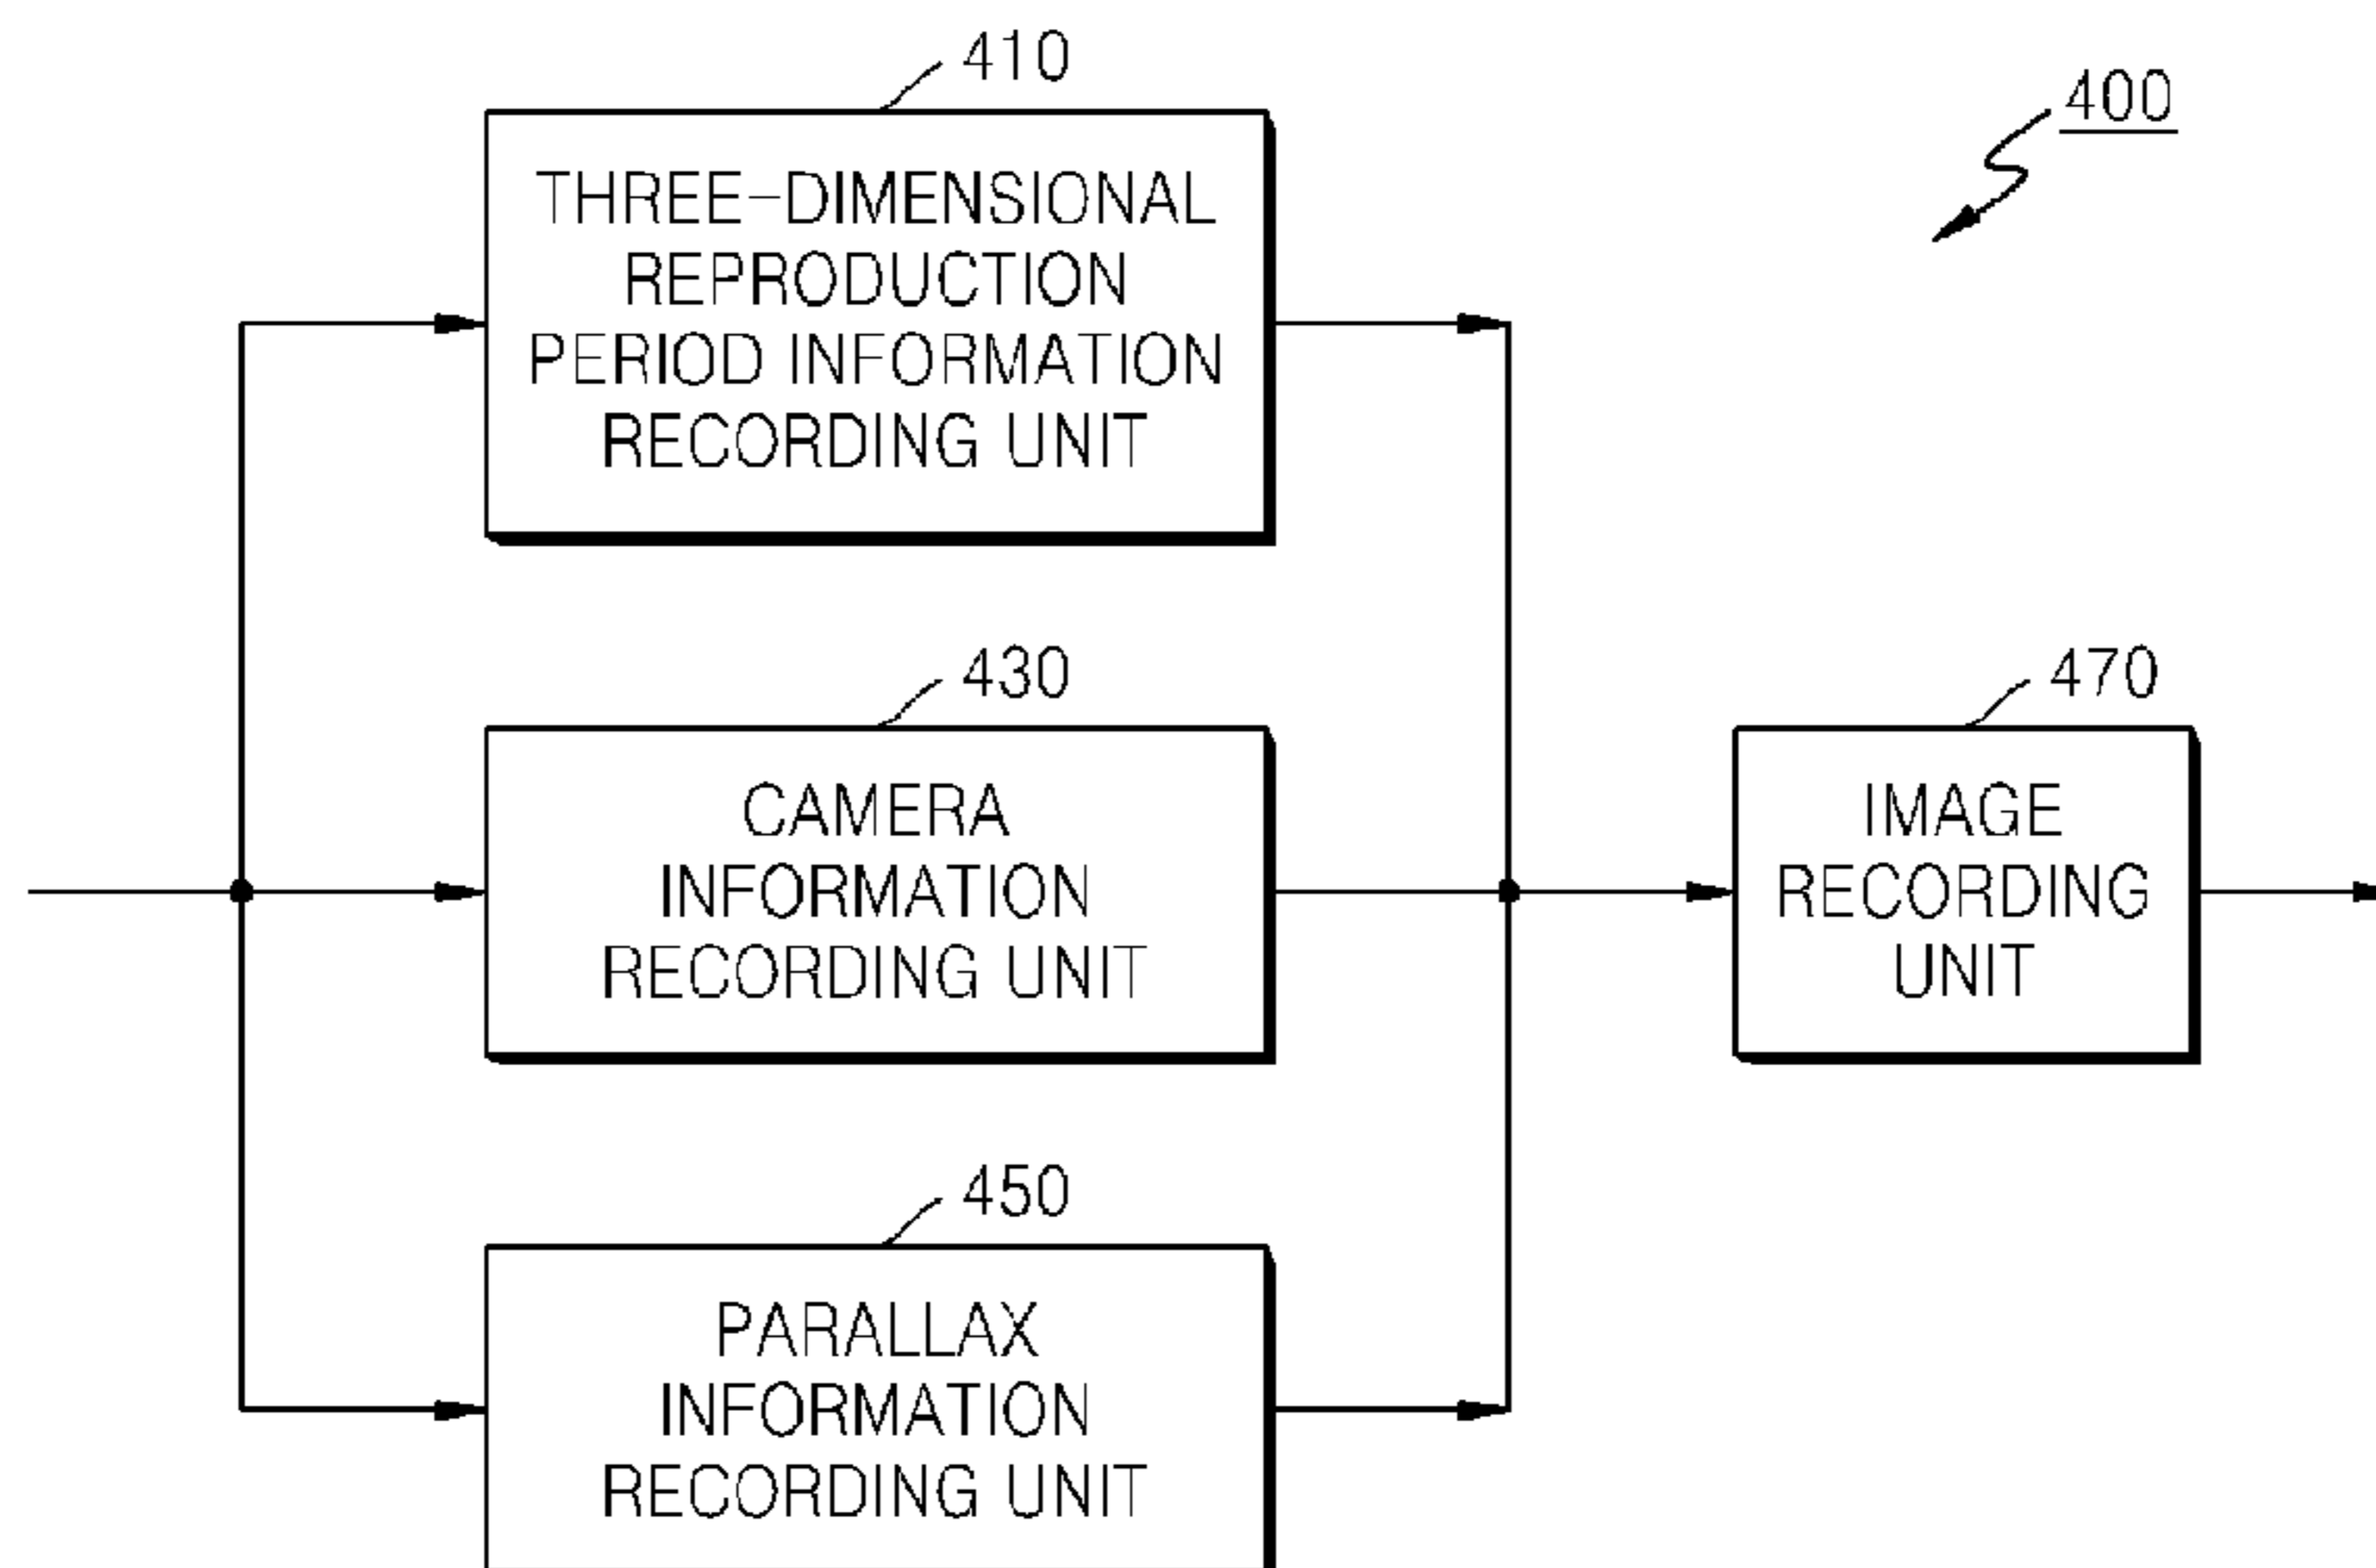 410
400
THREE-DIMENSIONAL
REPRODUCTION
PERIOD INFORMATION
RECORDING UNIT
430
470
CAMERA
INFORMATION
RECORDING UNIT
IMAGE
RECORDING
UNIT
450
PARALLAX
INFORMATION
RECORDING UNIT